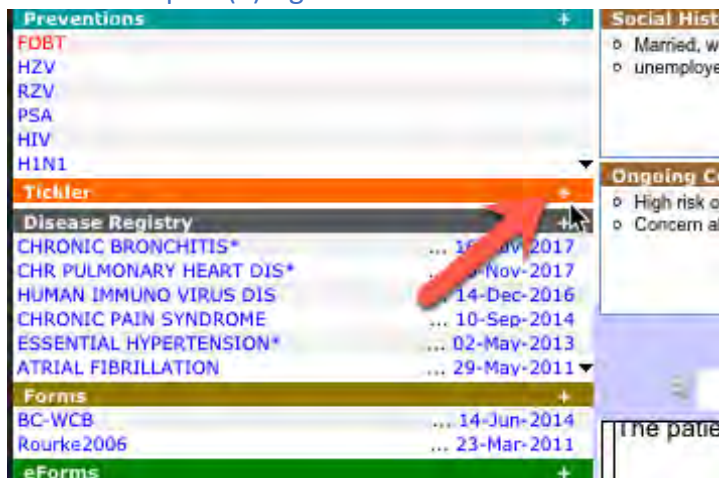 Preventions +
FOBT
HZV
RZV
PSA
HIV
H1N1
Tickler +
Disease Registry +
CHRONIC BRONCHITIS* ...
CHR PULMONARY HEART DIS* Nov-2017
HUMAN IMMUNO VIRUS DIS 14-Dec-2016
CHRONIC PAIN SYNDROME ... 10-Sep-2014
ESSENTIAL HYPERTENSION* ... 02-May-2013
ATRIAL FIBRILLATION ... 29-May-2011
Forms +
BC-WCB ... 14-Jun-2014
Rourke2006 ... 23-Mar-2011
eForms +
Social Hist
Married, w
unemploye
Ongoing C
High risk o
Concern a
The patie